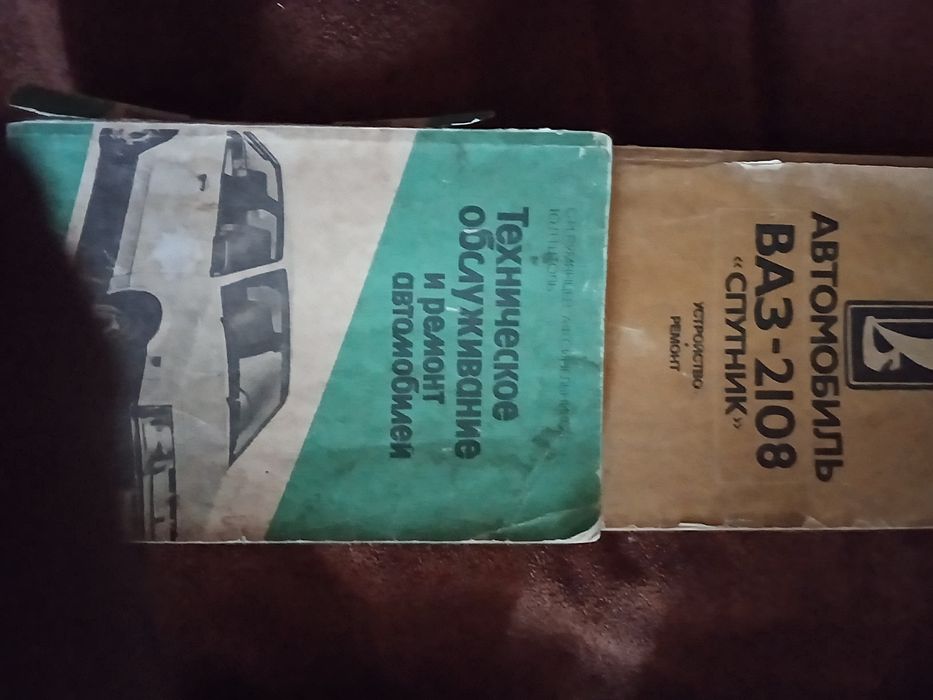 Техническое
обслуживание
и ремонт
автомобилей
АВТОМОБИЛЬ
ВАЗ-2108
«СПУТНИК»
УСТРОЙСТВО
РЕМОНТ